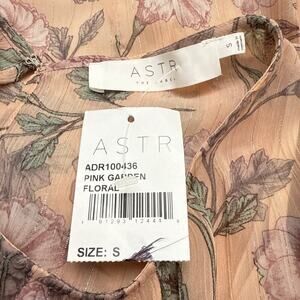 ASTR
THE LABEL
S
ASTR
ADR100436
PINK GARDEN
FLORAL
SIZE: S